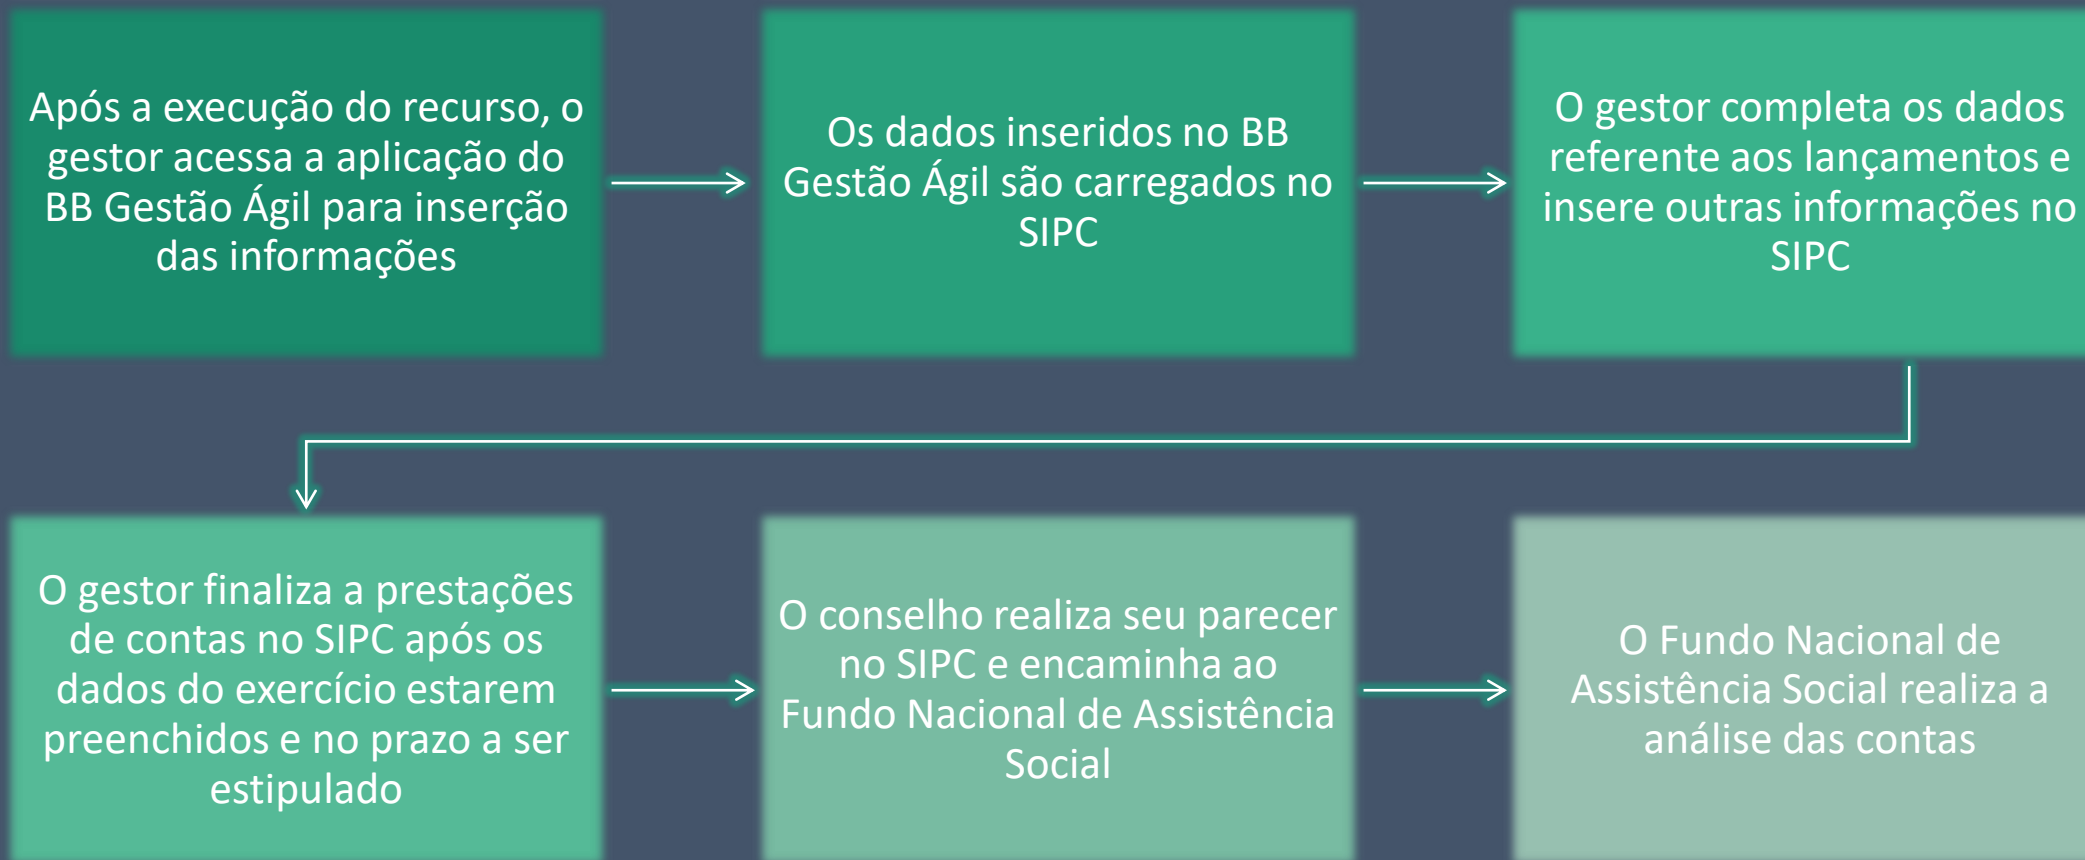 Após a execução do recurso, o
gestor acessa a aplicação do
BB Gestão Ágil para inserção
das informações
Os dados inseridos no BB
Gestão Ágil são carregados no
SIPC
O gestor completa os dados
referente aos lançamentos e
insere outras informações no
SIPC
O gestor finaliza a prestações
de contas no SIPC após os
dados do exercício estarem
preenchidos e no prazo a ser
estipulado
O conselho realiza seu parecer
no SIPC e encaminha ao
Fundo Nacional de Assistência
Social
O Fundo Nacional de
Assistência Social realiza a
análise das contas